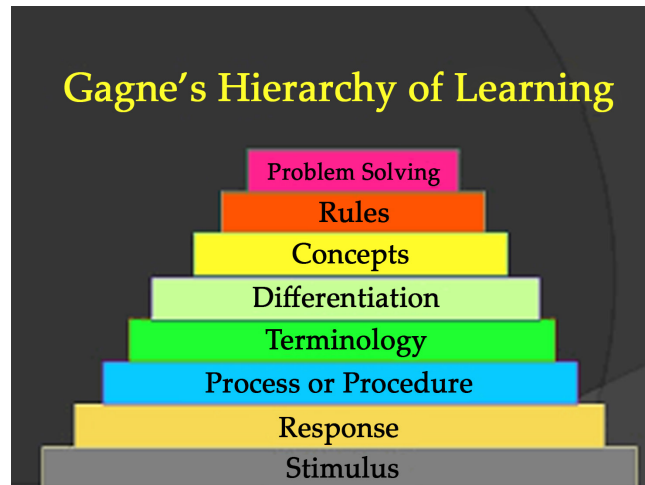 Gagne's Hierarchy of Learning
Problem Solving
Rules
Concepts
Differentiation
Terminology
Process or Procedure
Response
Stimulus